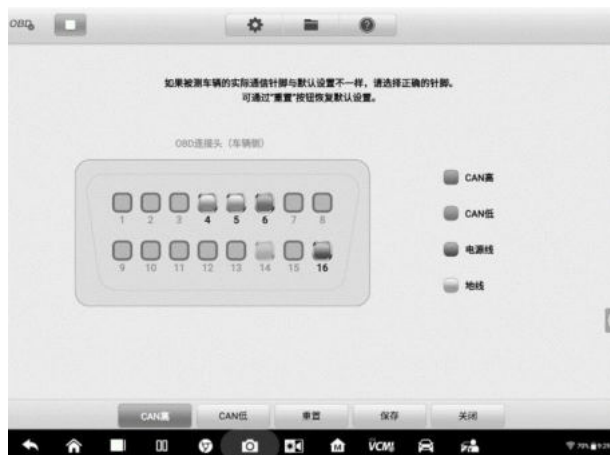 OBD
如果被测车辆的实际通信针脚与默认设置不一样，请选择正确的针脚。
可通过"重置"按钮恢复默认设置。
OBD连接头（车辆侧）
1 2 3 4 5 6 7 8
9 10 11 12 13 14 15 16
CAN高
CAN低
电源线
地线
CAN高 CAN低 重置 保存 关闭
VCMI
70%